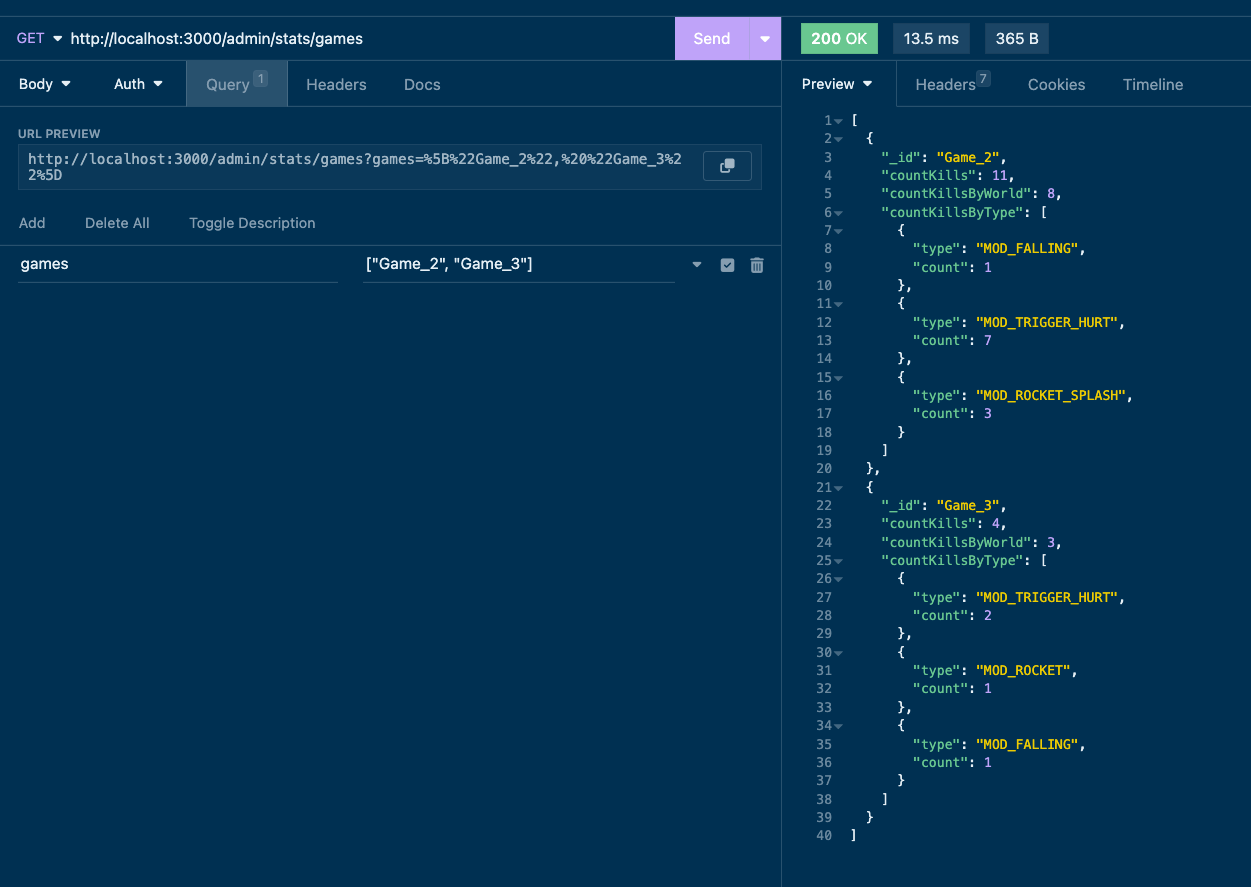 GET http://localhost:3000/admin/stats/games Send
Body Auth Query 1 Headers Docs
URL PREVIEW
http://localhost:3000/admin/stats/games?games=%5B%22Game_2%22,%20%22Game_3%2
2%5D
Add Delete All Toggle Description
games ["Game_2", "Game_3"]
200 OK 13.5 ms 365 B
Preview Headers 7 Cookies Timeline
1 [
2 {
3 "_id": "Game_2",
4 "countKills": 11,
5 "countKillsByWorld": 8,
6 "countKillsByType": [
7 {
8 "type": "MOD_FALLING",
9 "count": 1
10 },
11 {
12 "type": "MOD_TRIGGER_HURT",
13 "count": 7
14 },
15 {
16 "type": "MOD_ROCKET_SPLASH",
17 "count": 3
18 }
19 ]
20 },
21 {
22 "_id": "Game_3",
23 "countKills": 4,
24 "countKillsByWorld": 3,
25 "countKillsByType": [
26 {
27 "type": "MOD_TRIGGER_HURT",
28 "count": 2
29 },
30 {
31 "type": "MOD_ROCKET",
32 "count": 1
33 },
34 {
35 "type": "MOD_FALLING",
36 "count": 1
37 }
38 ]
39 }
40 ]